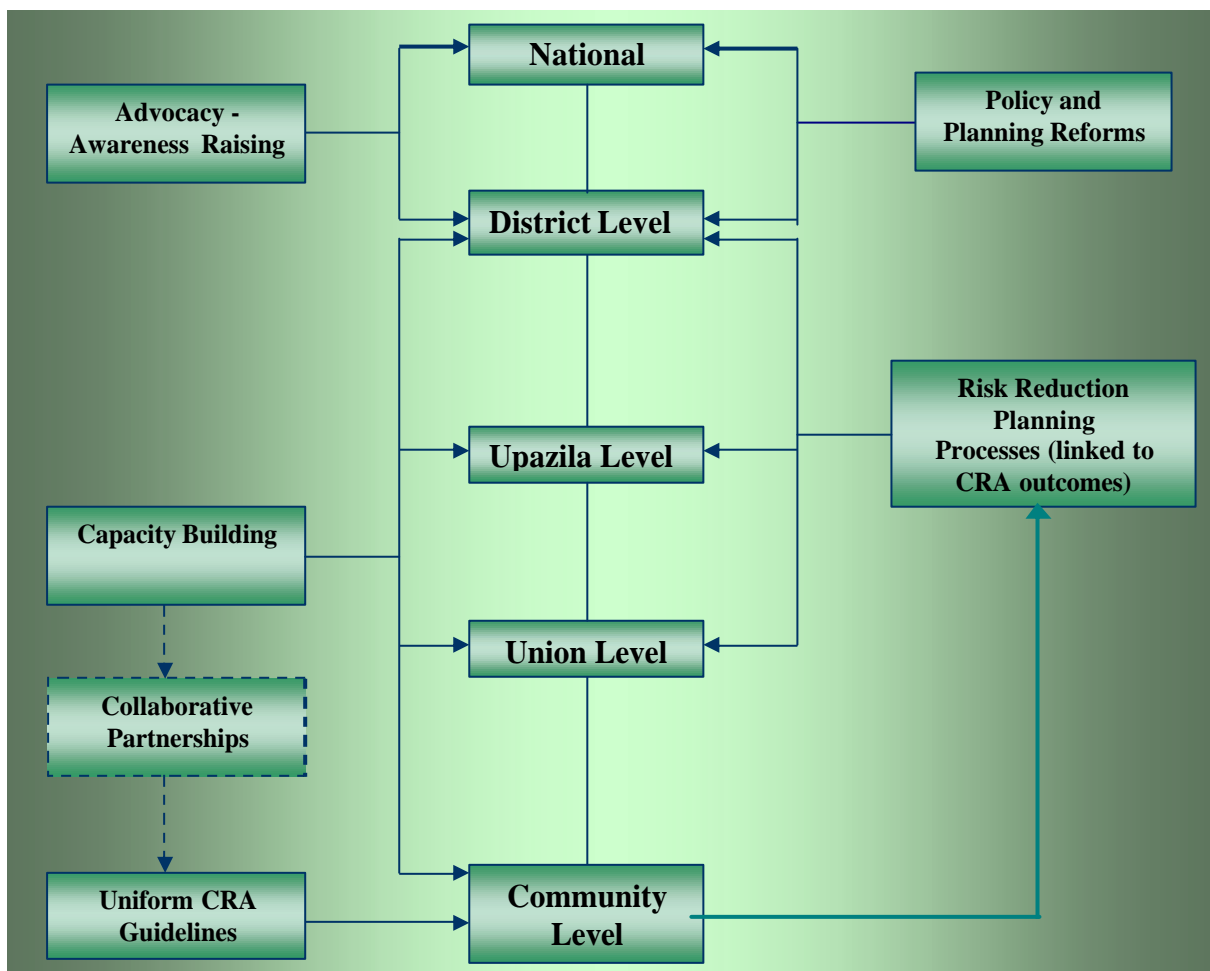 National
Advocacy -
Awareness Raising
Policy and
Planning Reforms
District Level
Risk Reduction
Planning
Processes (linked to
CRA outcomes)
Upazila Level
Capacity Building
Union Level
Collaborative
Partnerships
Uniform CRA
Guidelines
Community
Level